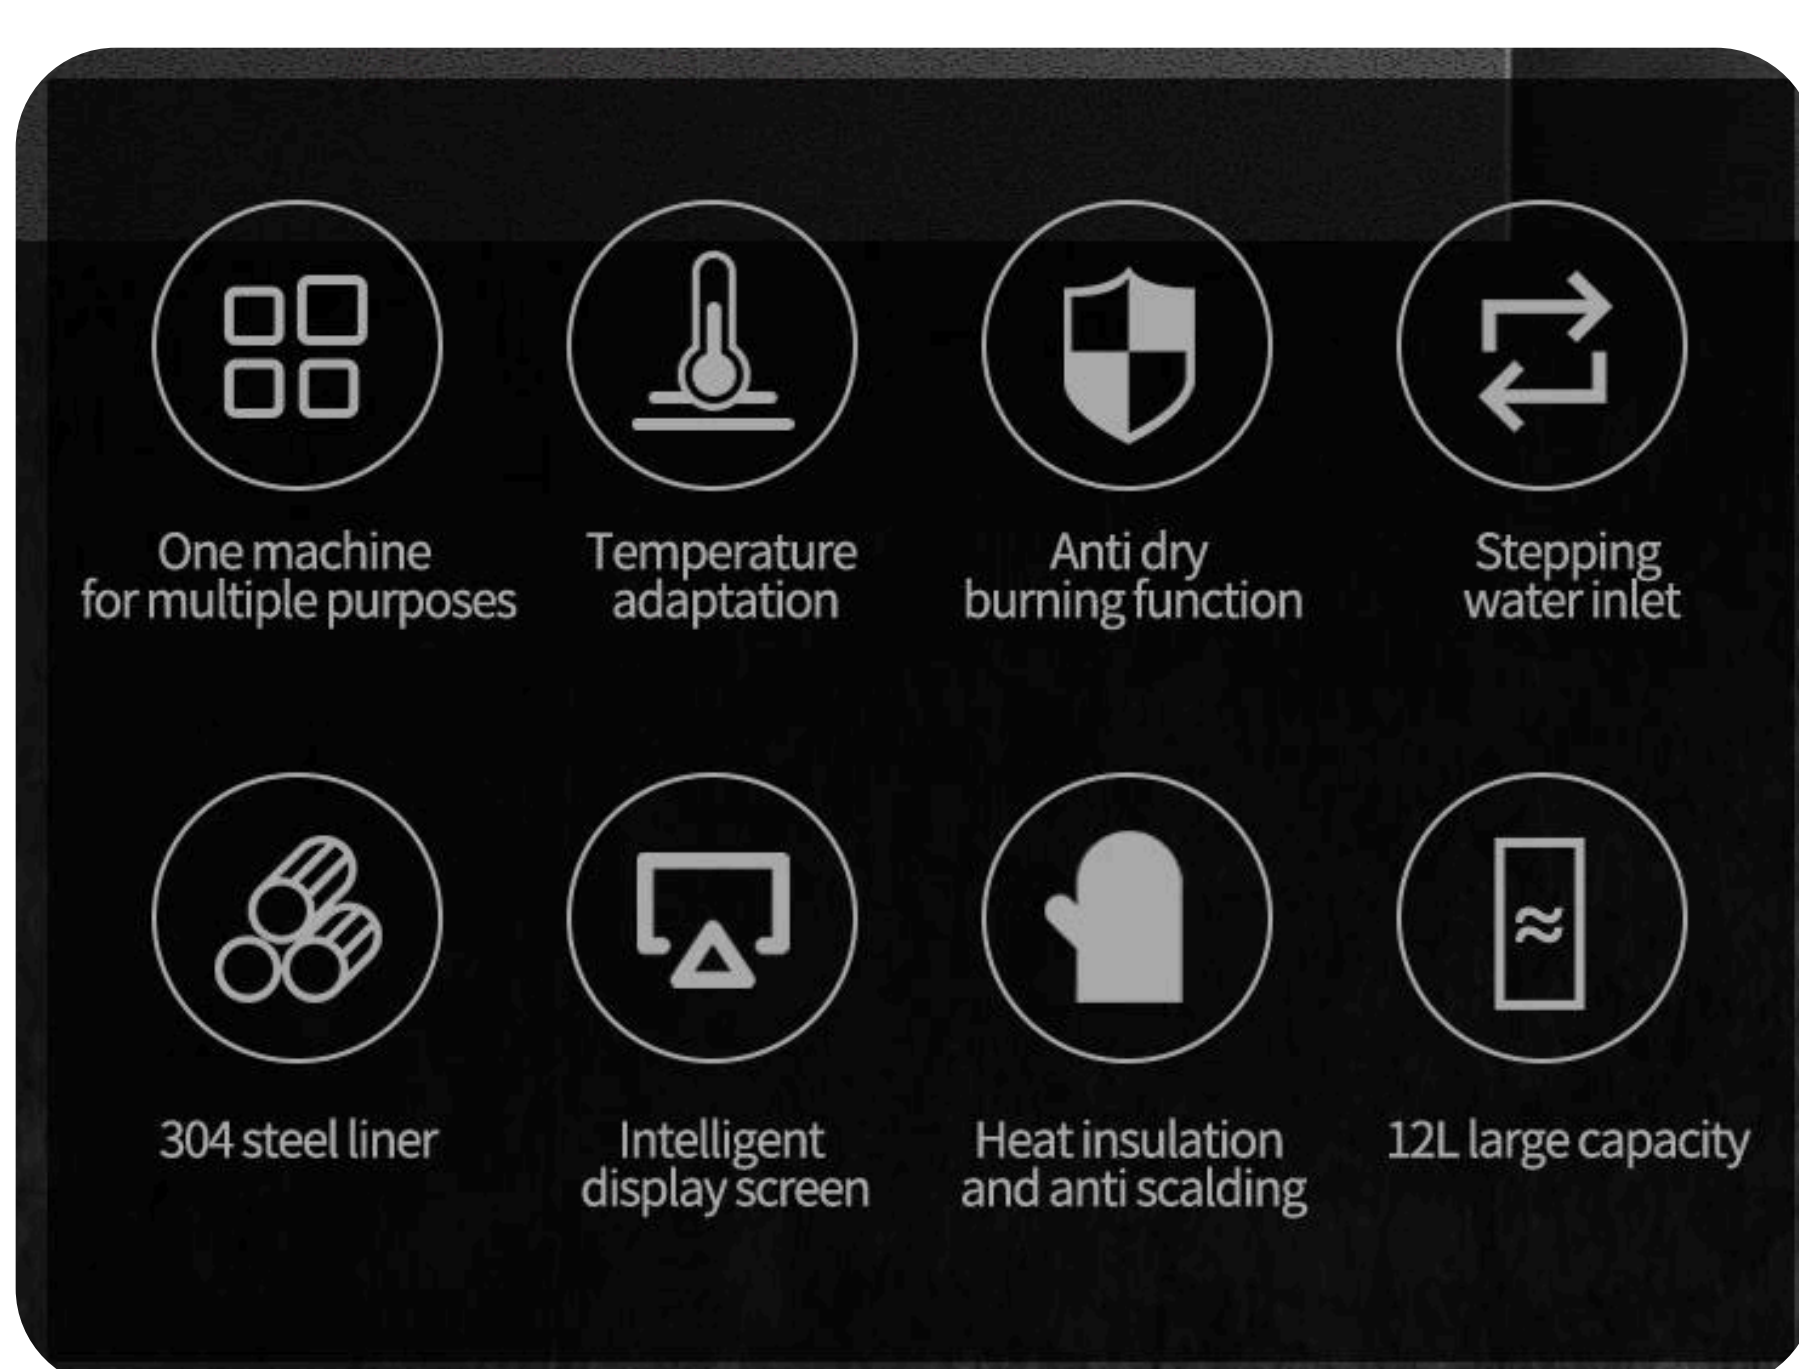 One machine
for multiple purposes
Temperature
adaptation
Anti dry
burning function
Stepping
water inlet
304 steel liner
Intelligent
display screen
Heat insulation
and anti scalding
12L large capacity